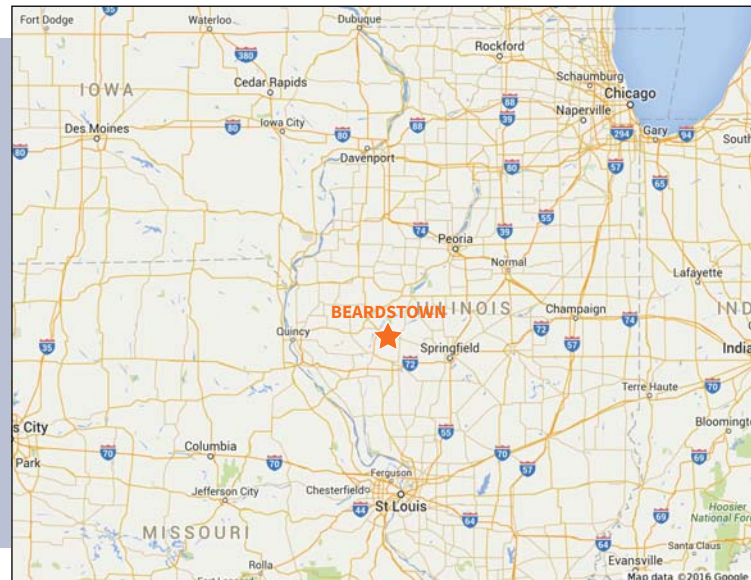 35
Fort Dodge
Waterloo
Dubuque
Rockford
380
Schaumburg
IOWA
Cedar Rapids
Chicago
88
39
Naperville
Iowa City
294
Gary
94
Des Moines
80
80
88
South
80
Davenport
80
57
65
55
74
39
Peoria
Normal
Lafayette
ILLINOIS
IND
BEARDSTOWN
Champaign
74
Quincy
72
57
India
35
Springfield
72
Terre Haute
70
Bloomington
s City
55
Columbia
70
70
70
57
69
Park
Ferguson
Jefferson City
Chesterfield
44
St Louis
64
69
Hoosier
National Fore
MISSOURI
64
Santa Claus
Rolla
Evansville
Fort Leonard
Map data ©2016 Google